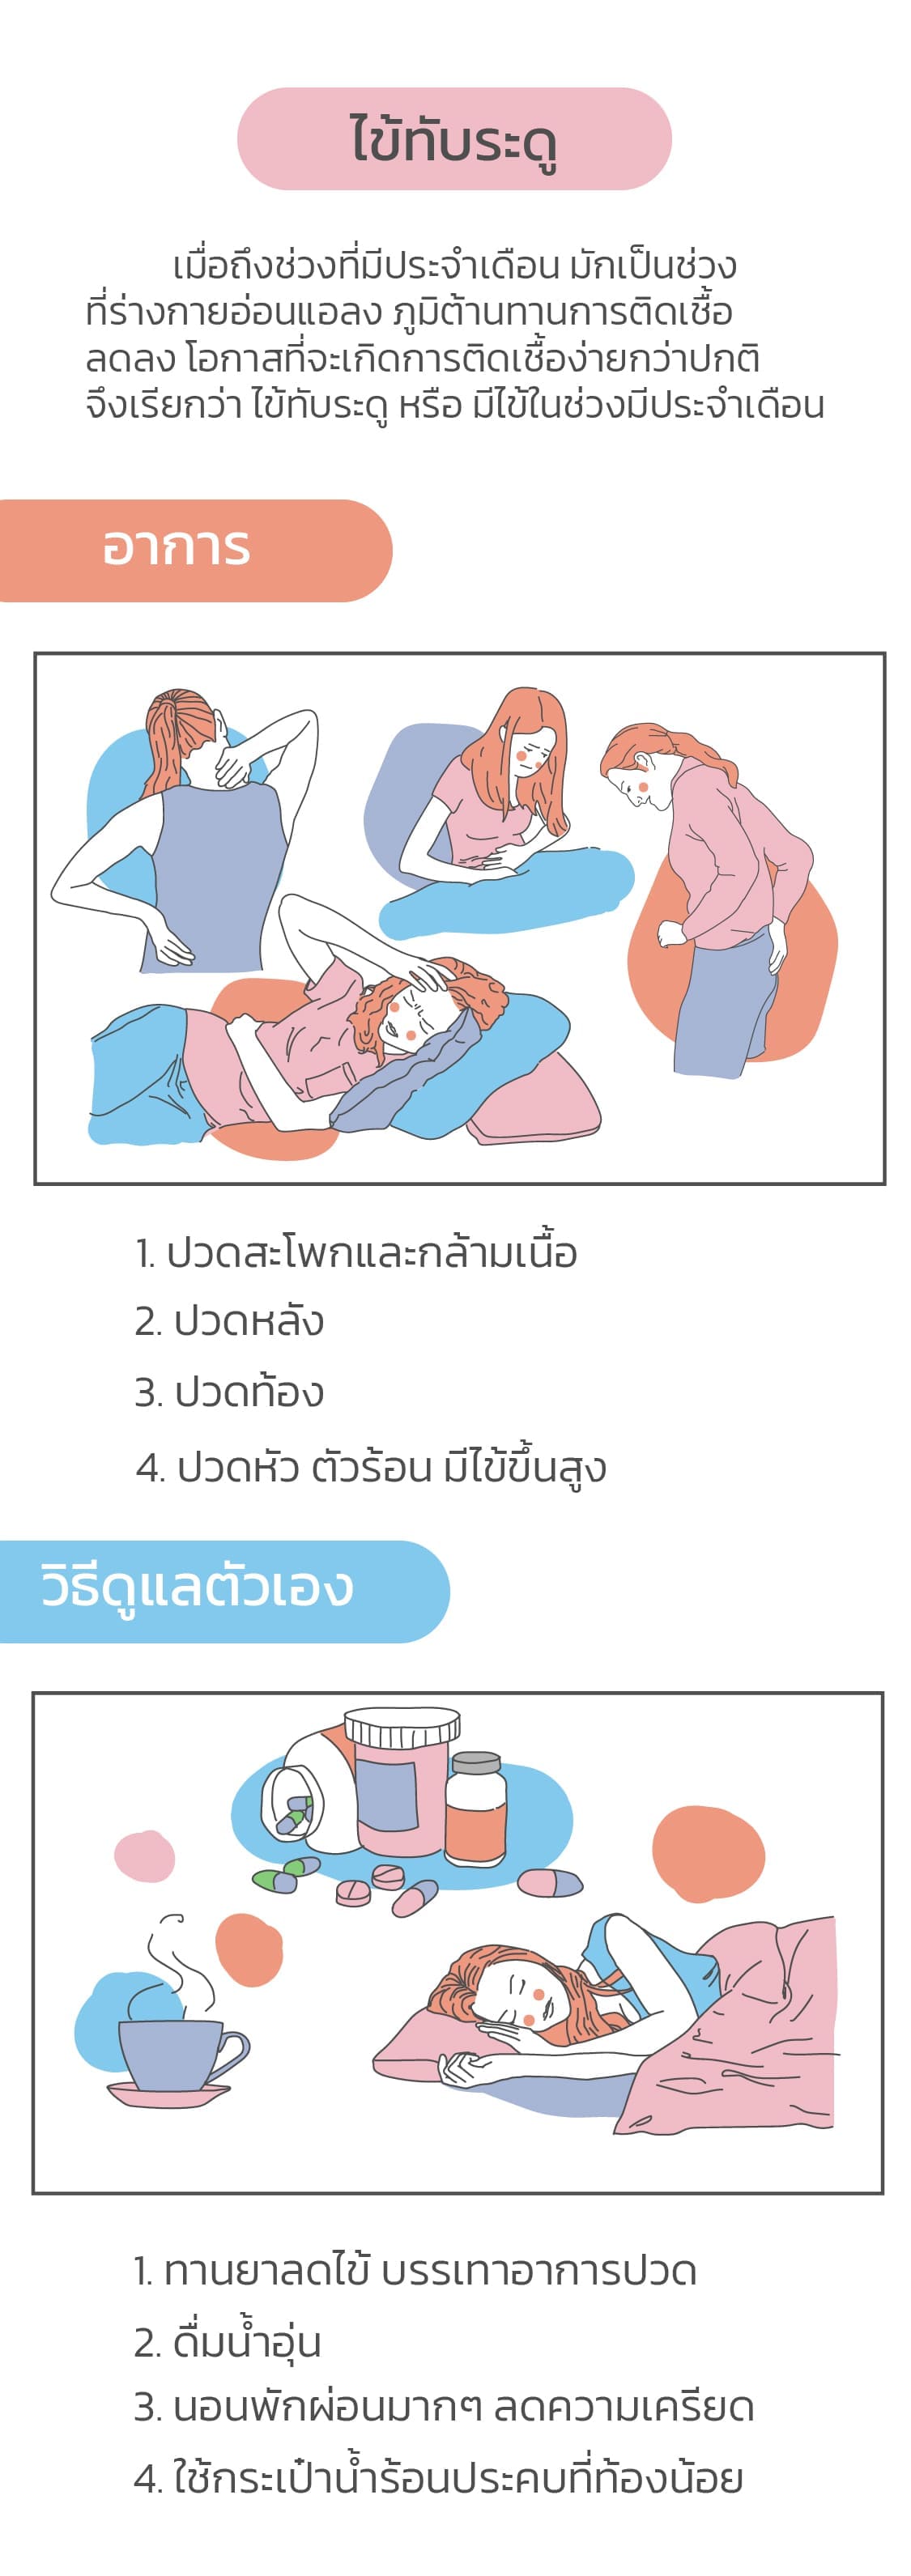 ไข้ทับระดู
เมื่อถึงช่วงที่มีประจำเดือน มักเป็นช่วง
ที่ร่างกายอ่อนแอลง ภูมิต้านทานการติดเชื้อ
ลดลง โอกาสที่จะเกิดการติดเชื้อง่ายกว่าปกติ
จึงเรียกว่า ไข้ทับระดู หรือ มีไข้ในช่วงมีประจำเดือน
อาการ
1. ปวดสะโพกและกล้ามเนื้อ
2. ปวดหลัง
3. ปวดท้อง
4. ปวดหัว ตัวร้อน มีไข้ขึ้นสูง
วิธีดูแลตัวเอง
1. ทานยาลดไข้ บรรเทาอาการปวด
2. ดื่มน้ำอุ่น
3. นอนพักผ่อนมากๆ ลดความเครียด
4. ใช้กระเป๋าน้ำร้อนประคบที่ท้องน้อย